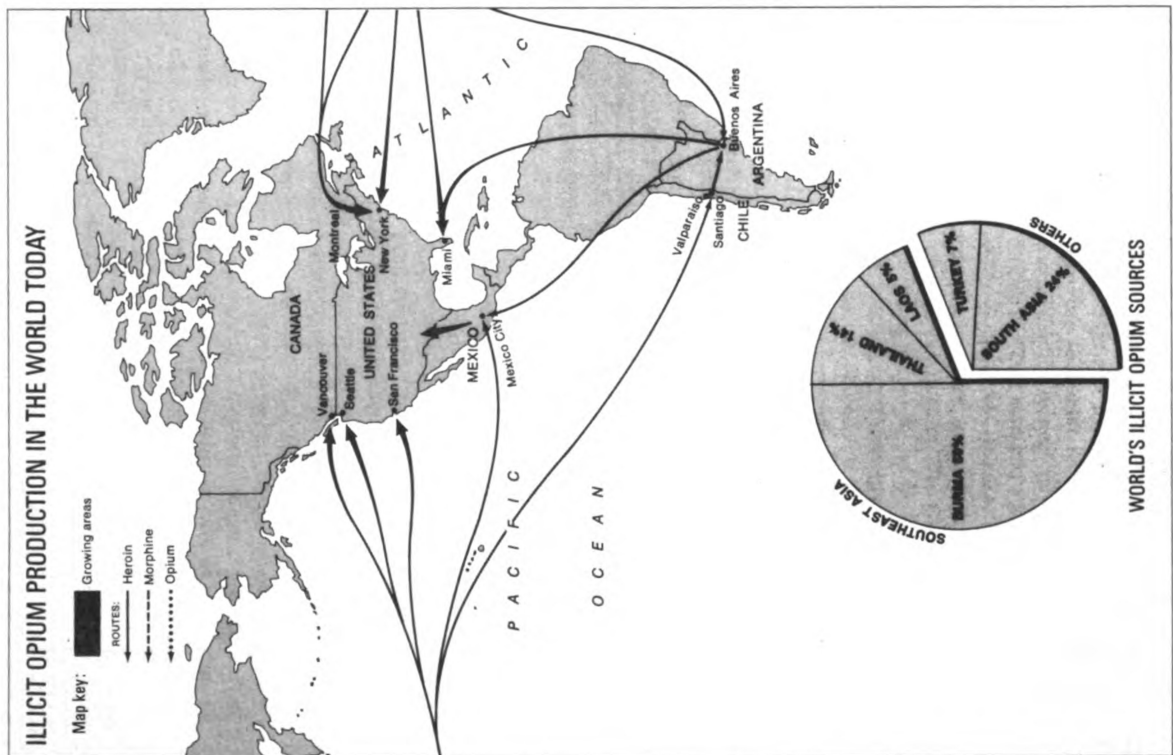 ILLICIT OPIUM PRODUCTION IN THE WORLD TODAY
Map key:
Growing areas
ROUTES:
Heroin
Morphine
Opium
CANADA
Vancouver
Seattle
UNITED STATES
San Francisco
Montreal
New York
Miami
MEXICO
Mexico City
ATLANTIC
PACIFIC
OCEAN
Valparaíso
Santiago
CHILE
ARGENTINA
Buenos Aires
SOUTHEAST ASIA
BURMA
THAILAND 14%
LAOS 5%
TURKEY 7%
SOUTH ASIA 24%
OTHERS
WORLD'S ILLICIT OPIUM SOURCES